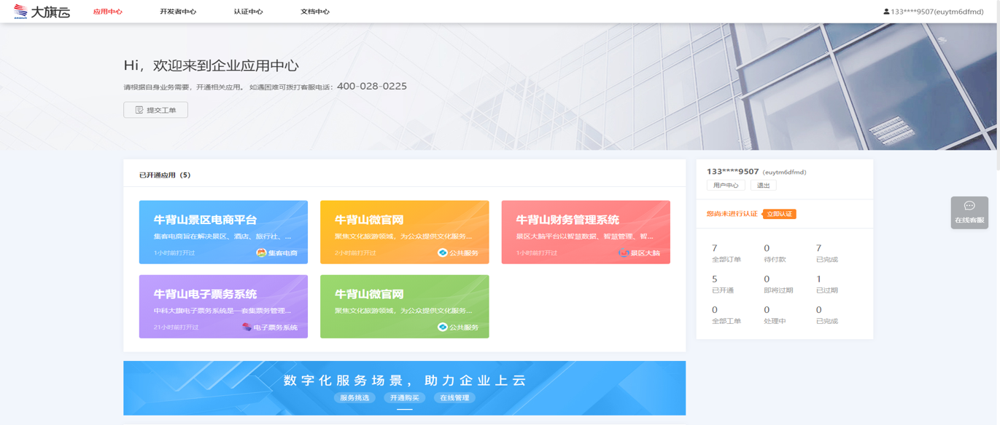 大旗云
应用中心 开发者中心 认证中心 文档中心
133****9507(euytm6dfmd)
Hi，欢迎来到企业应用中心
请根据自身业务需要，开通相关应用。 如遇困难可拨打客服电话：400-028-0225
提交工单
已开通应用（5）
牛背山景区电商平台
集客电商旨在解决景区、酒店、旅行社、...
1小时前打开过
集客电商
牛背山微官网
聚焦文化旅游领域，为公众提供文化服务...
2小时前打开过
公共服务
牛背山财务管理系统
景区大脑平台以智慧数据、智慧管理、智...
1小时前打开过
景区大脑
牛背山电子票务系统
中科大旗电子票务系统是一套集票务管理...
21小时前打开过
电子票务系统
牛背山微官网
聚焦文化旅游领域，为公众提供文化服务...
公共服务
133****9507（euytm6dfmd）
用户中心 退出
您尚未进行认证 立即认证
7 0 7
全部订单 待付款 已完成
5 0 1
已开通 即将过期 已过期
0 0 0
全部工单 处理中 已完成
在线客服
数字化服务场景，助力企业上云
服务挑选 开通购买 在线管理